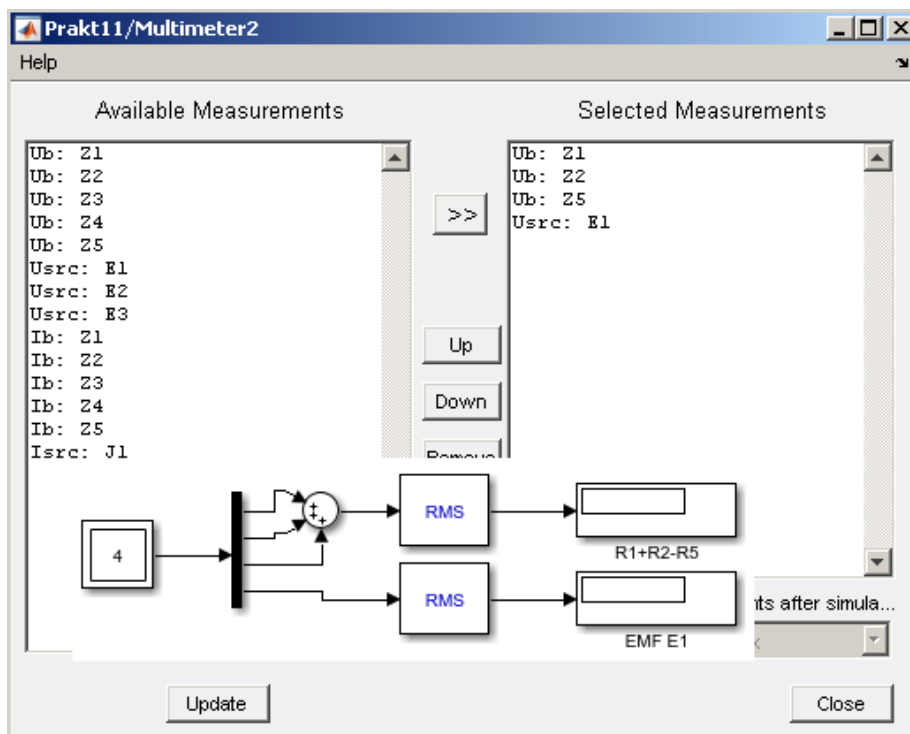 Prakt11/Multimeter2
Help
Available Measurements
Selected Measurements
Ub: Z1
Ub: Z2
Ub: Z3
Ub: Z4
Ub: Z5
Usrc: E1
Usrc: E2
Usrc: E3
Ib: Z1
Ib: Z2
Ib: Z3
Ib: Z4
Ib: Z5
Isrc: J1
>>
Up
Down
Remove
Ub: Z1
Ub: Z2
Ub: Z5
Usrc: E1
4
+
+
+
RMS
R1+R2-R5
RMS
EMF E1
nts after simula...
Update
Close